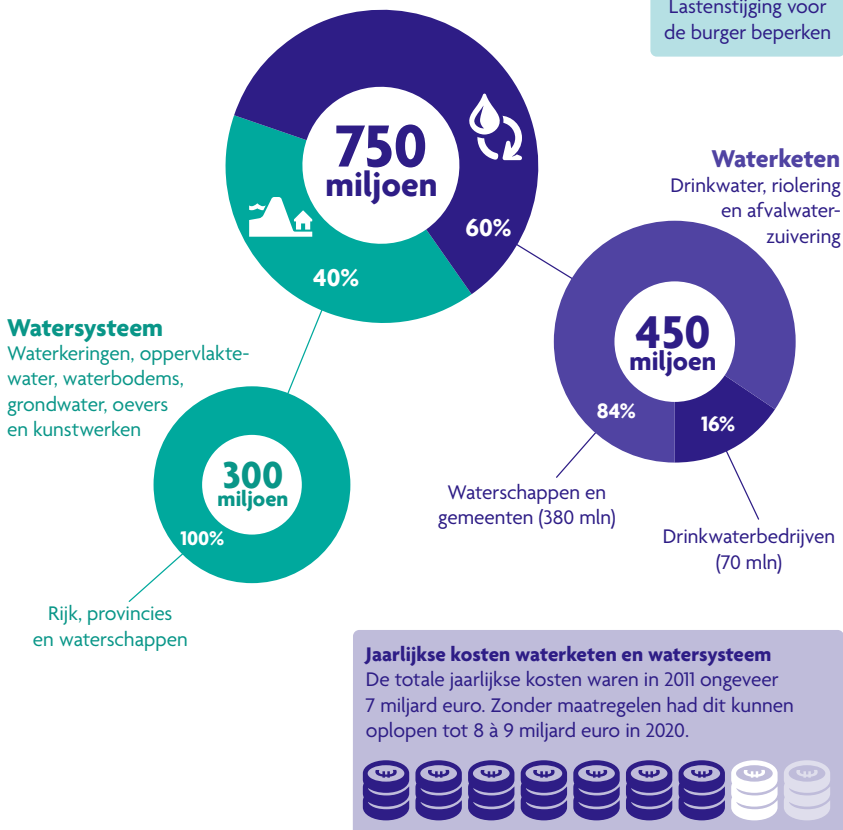 Lastenstijging voor
de burger beperken
750
miljoen
60%
40%
Waterketen
Drinkwater, riolering
en afvalwater-
zuivering
450
miljoen
84%
16%
Waterschappen en
gemeenten (380 mln)
Drinkwaterbedrijven
(70 mln)
Watersysteem
Waterkeringen, oppervlakte-
water, waterbodems,
grondwater, oevers
en kunstwerken
300
miljoen
100%
Rijk, provincies
en waterschappen
Jaarlijkse kosten waterketen en watersysteem
De totale jaarlijkse kosten waren in 2011 ongeveer
7 miljard euro. Zonder maatregelen had dit kunnen
oplopen tot 8 à 9 miljard euro in 2020.